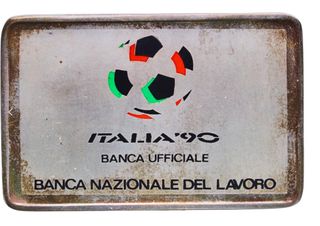 ITALIA'90
BANCA UFFICIALE
BANCA NAZIONALE DEL LAVORO